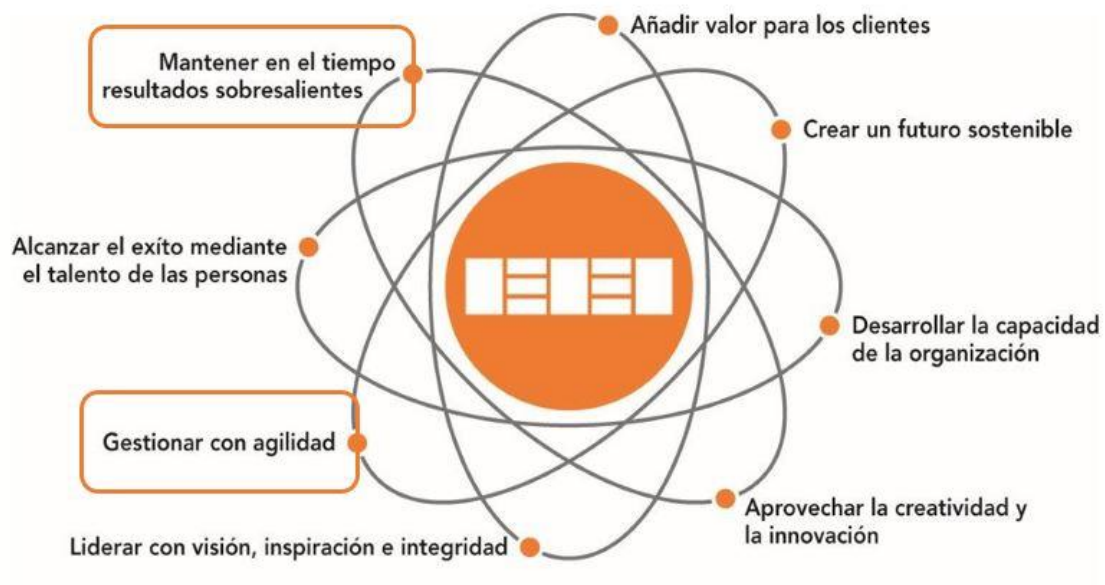 Añadir valor para los clientes
Mantener en el tiempo
resultados sobresalientes
Crear un futuro sostenible
Alcanzar el exíto mediante
el talento de las personas
Desarrollar la capacidad
de la organización
Gestionar con agilidad
Aprovechar la creatividad y
la innovación
Liderar con visión, inspiración e integridad